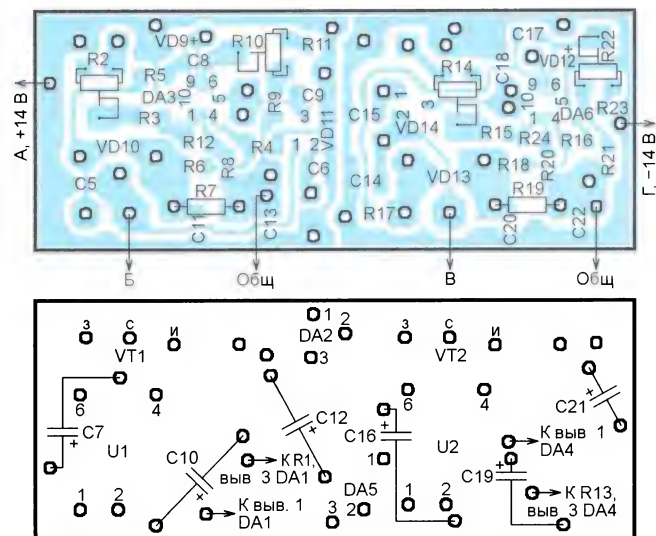 C17
VD9+
R10
R11
R2
C8
R5
DA3
10
9
6
5
1
4
R3
R9
C9
3
VD11
1
2
R12
R4
VD10
R6
R8
C6
C5
R7
C11
C13
C15
2
3
R14
C18
VD12
+
R22
9
6
10
5
1
4
DA6
R23
VD14
R15
R24
R16
C14
R18
R20
R21
VD13
R17
R19
C20
C22
А, +14 В
Г, −14 В
Б
Общ
В
Общ
з
с
и
VT1
1
DA2
2
3
з
с
и
VT2
6
4
C7
+
U1
C10
+
C12
+
C16
+
6
4
C21
+
К выв 1
DA4
U2
К R1,
выв 3 DA1
1
C19
+
DA5
К R13,
выв 3 DA4
К выв. 1
DA1
1
2
3
2
1
2